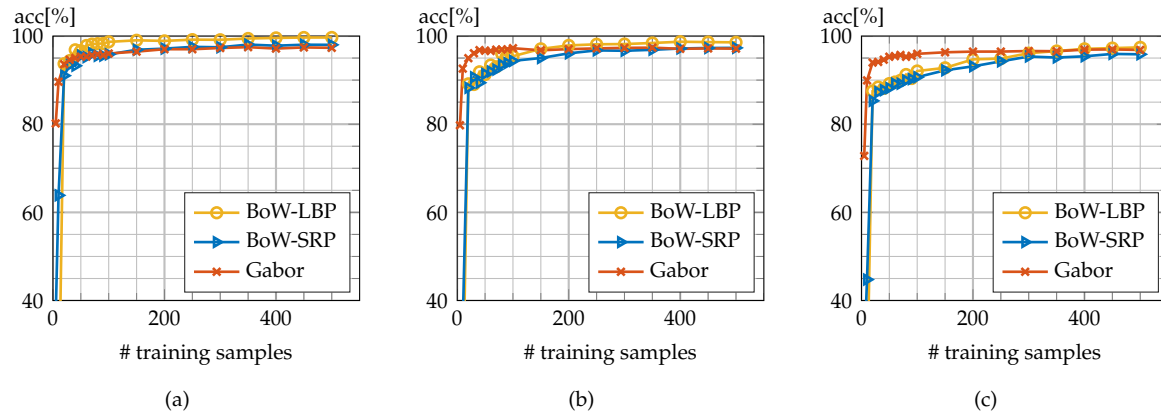 acc[%]
100
80
60
40
0
200
400
# training samples
BoW-LBP
BoW-SRP
Gabor
(a)
acc[%]
100
80
60
40
0
200
400
# training samples
BoW-LBP
BoW-SRP
Gabor
(b)
acc[%]
100
80
60
40
0
200
400
# training samples
BoW-LBP
BoW-SRP
Gabor
(c)